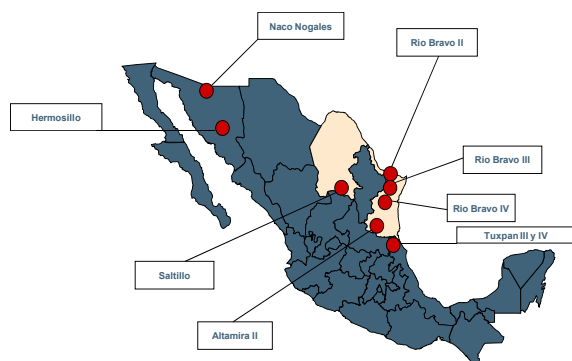 Naco Nogales
Rio Bravo II
Hermosillo
Rio Bravo III
Rio Bravo IV
Tuxpan III y IV
Saltillo
Altamira II